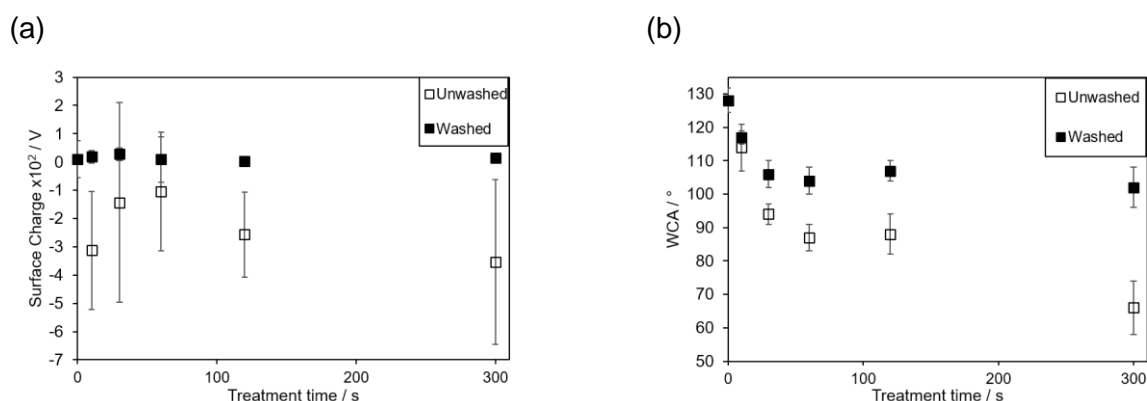 (a)
(b)
3
2
1
0
-1
-2
-3
-4
-5
-6
-7
Surface Charge x10² / V
0
100
200
300
Treatment time / s
Unwashed
Washed
130
120
110
100
90
80
70
60
50
WCA / °
0
100
200
300
Treatment time / s
Unwashed
Washed